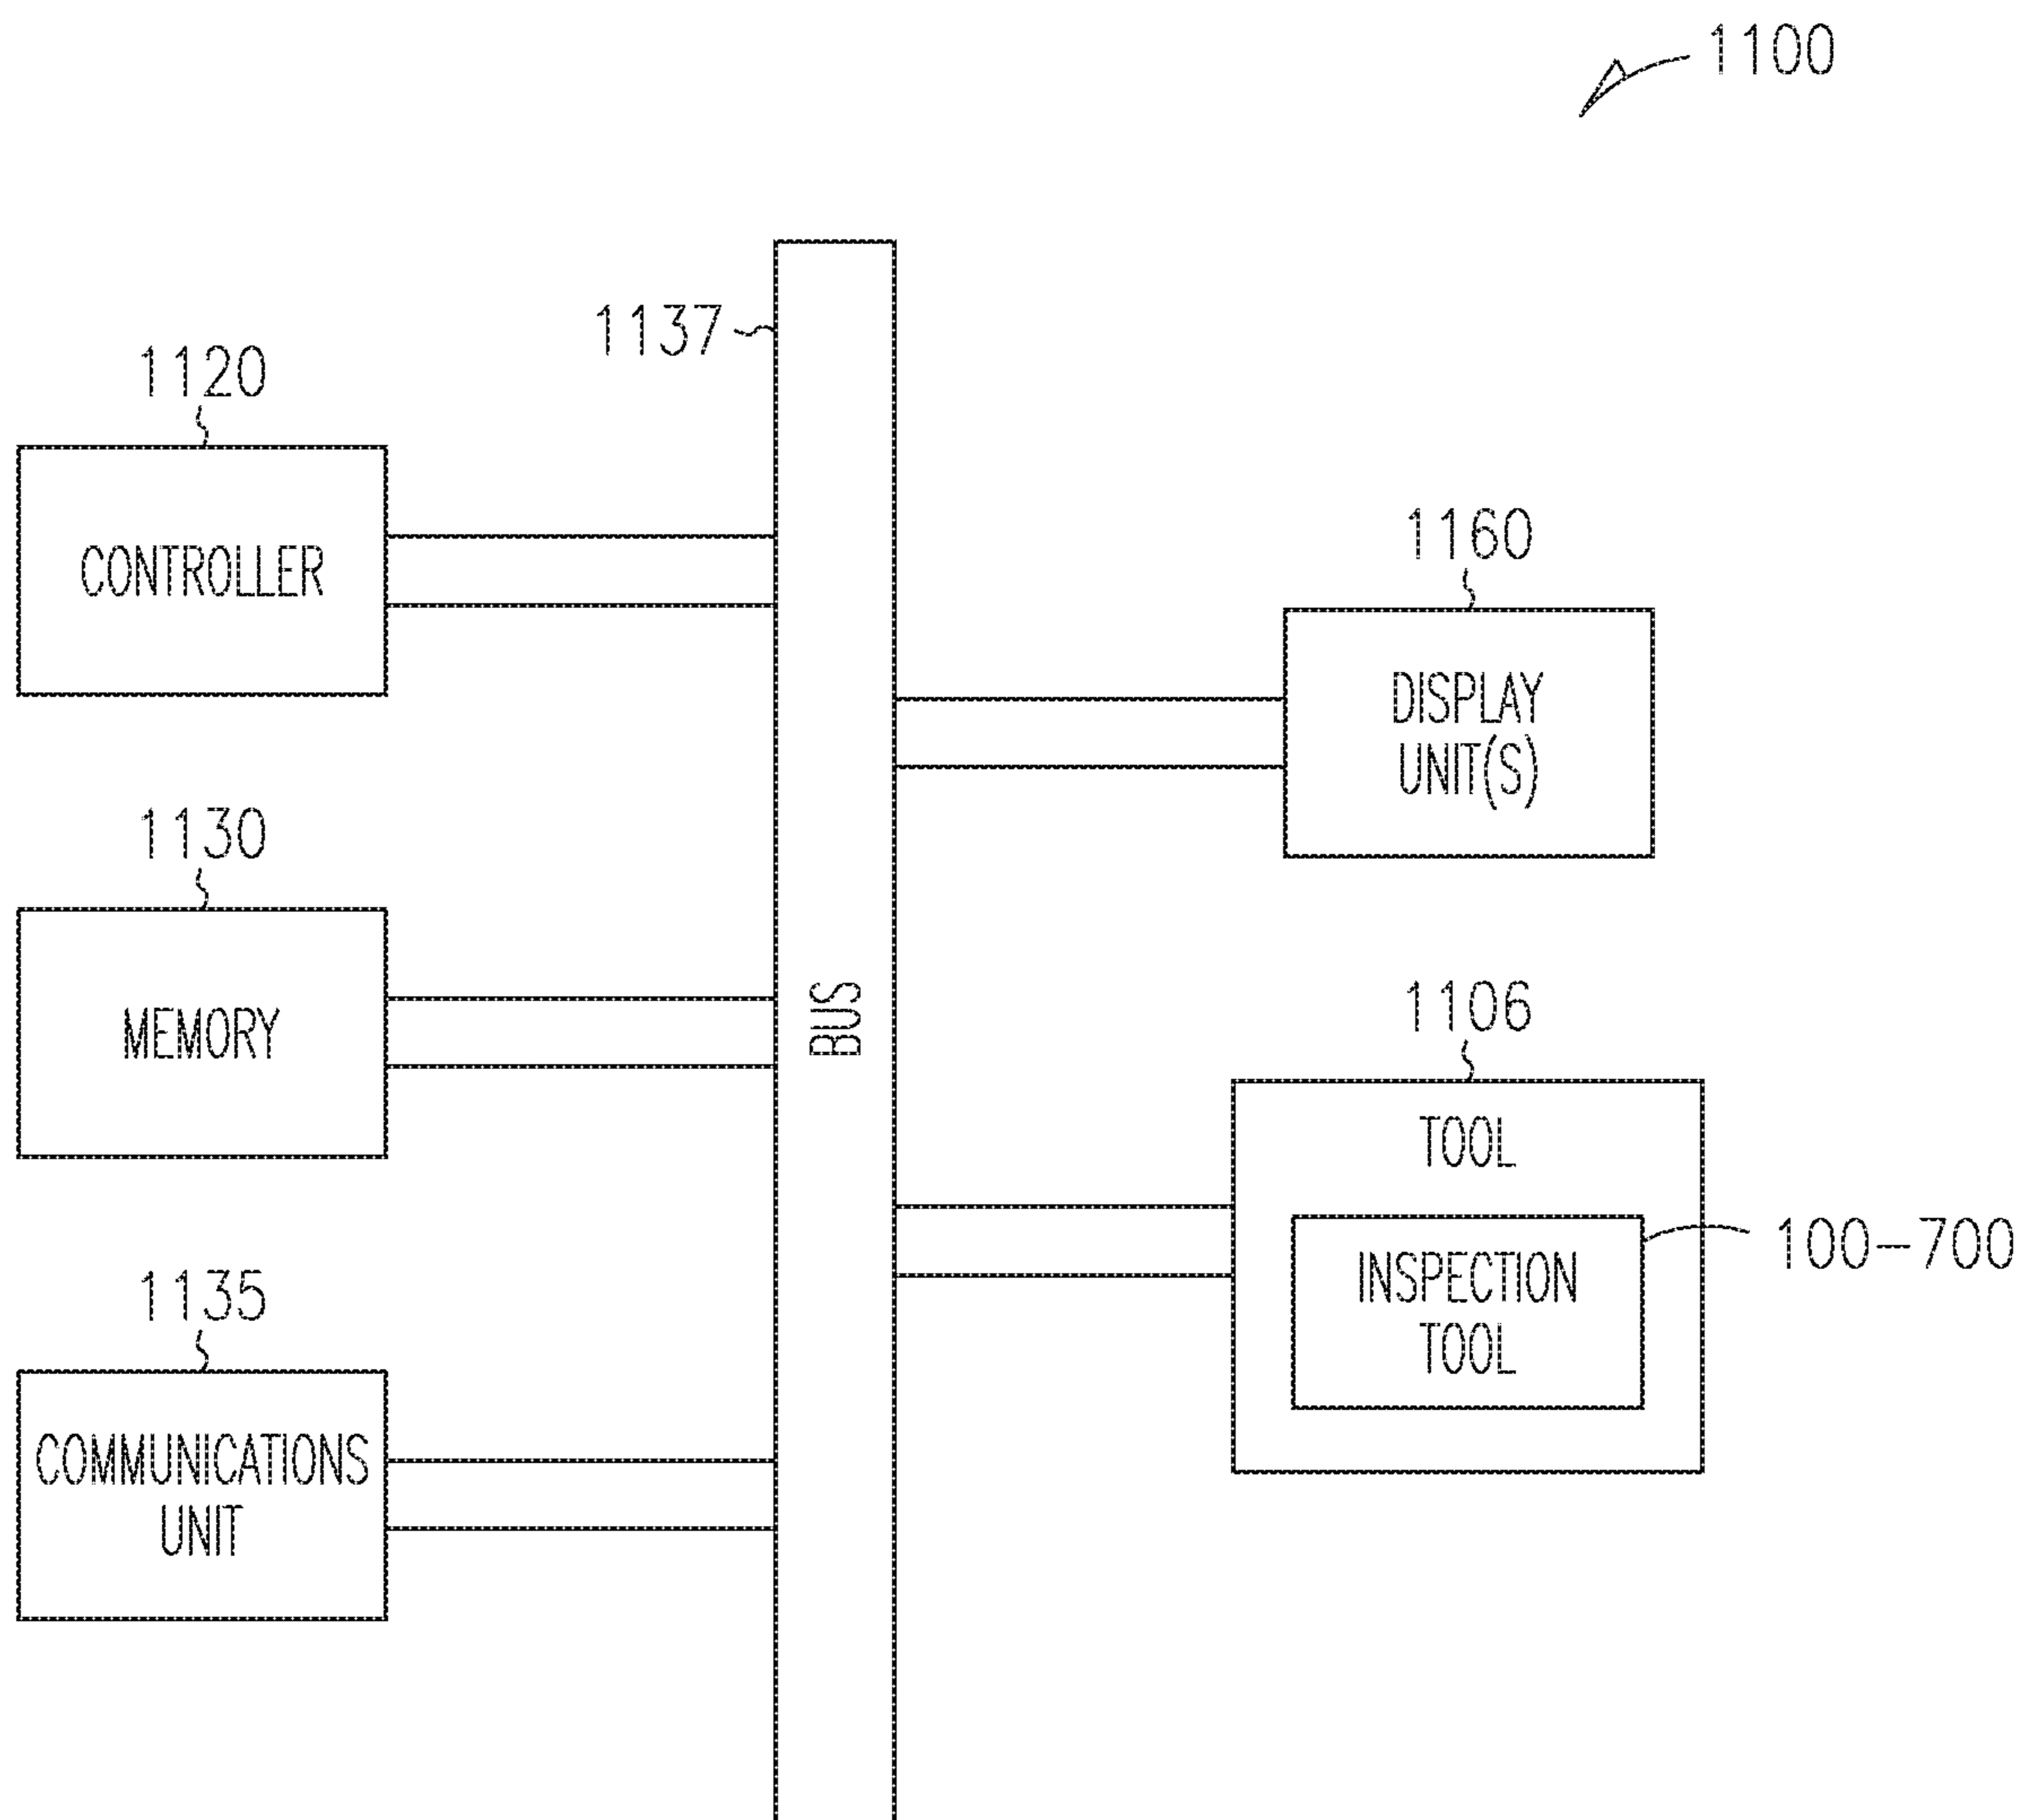 1100
1137
1120
CONTROLLER
1160
DISPLAY
UNIT(S)
1130
MEMORY
BUS
1106
TOOL
100-700
INSPECTION
TOOL
1135
COMMUNICATIONS
UNIT